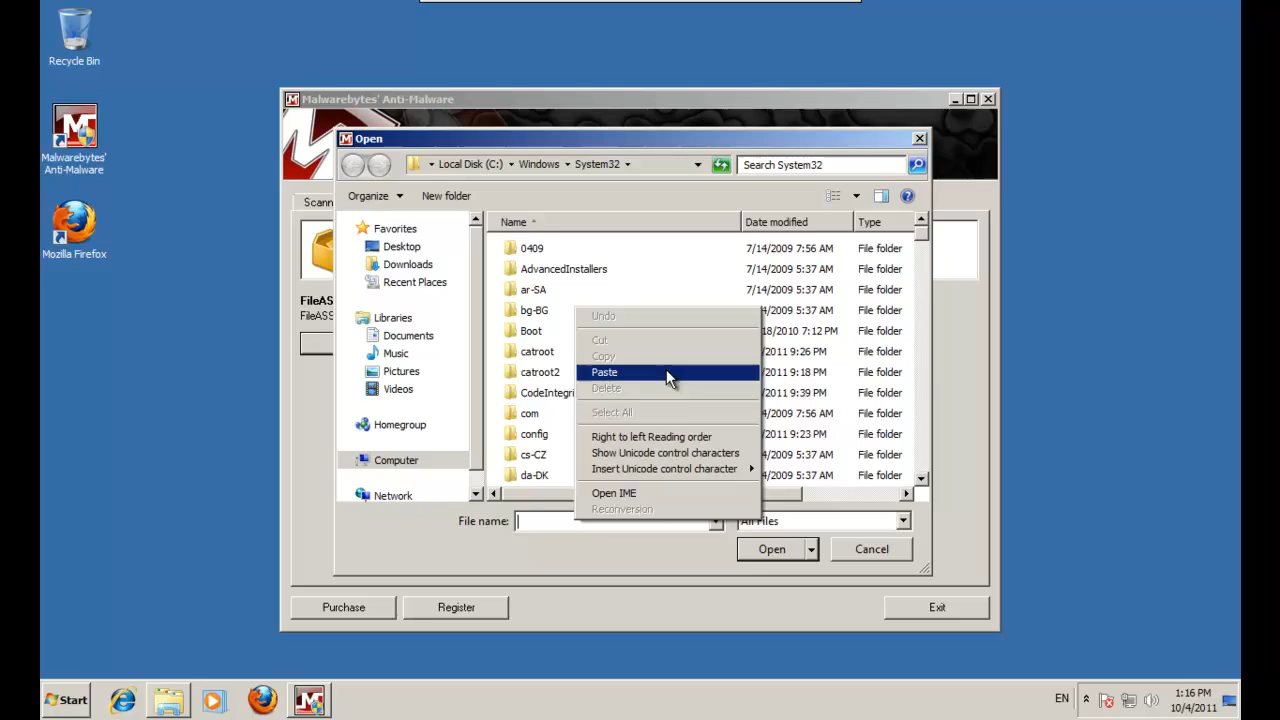 Recycle Bin
Malwarebytes'
Anti-Malware
Mozilla Firefox
Malwarebytes' Anti-Malware
Scann
FileASS
FileASS
Open
Local Disk (C:) Windows System32
Search System32
Organize New folder
Favorites
Desktop
Downloads
Recent Places
Libraries
Documents
Music
Pictures
Videos
Homegroup
Computer
Network
Name Date modified Type
0409 7/14/2009 7:56 AM File folder
AdvancedInstallers 7/14/2009 5:37 AM File folder
ar-SA 7/14/2009 5:37 AM File folder
bg-BG /14/2009 5:37 AM File folder
Boot /18/2010 7:12 PM File folder
catroot /2011 9:26 PM File folder
catroot2 /2011 9:18 PM File folder
CodeIntegri /2011 9:39 PM File folder
com /14/2009 7:56 AM File folder
config /2011 9:23 PM File folder
cs-CZ /14/2009 5:37 AM File folder
da-DK /14/2009 5:37 AM File folder
Undo
Cut
Copy
Paste
Delete
Select All
Right to left Reading order
Show Unicode control characters
Insert Unicode control character
Open IME
Reconversion
File name: All Files
Open Cancel
Purchase Register Exit
Start
EN
1:16 PM
10/4/2011